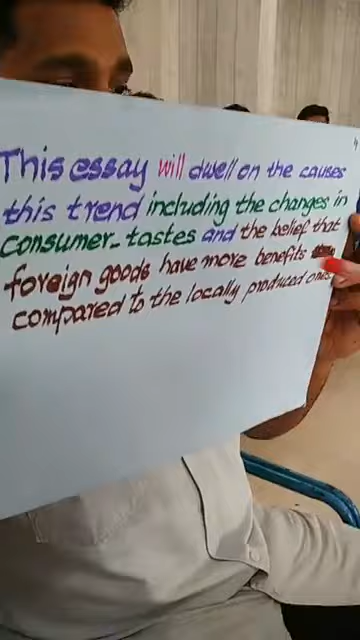 This essay will dwell on the causes
this trend including the changes in
consumer-tastes and the belief that
foreign goods have more benefits
compared to the locally produced ones